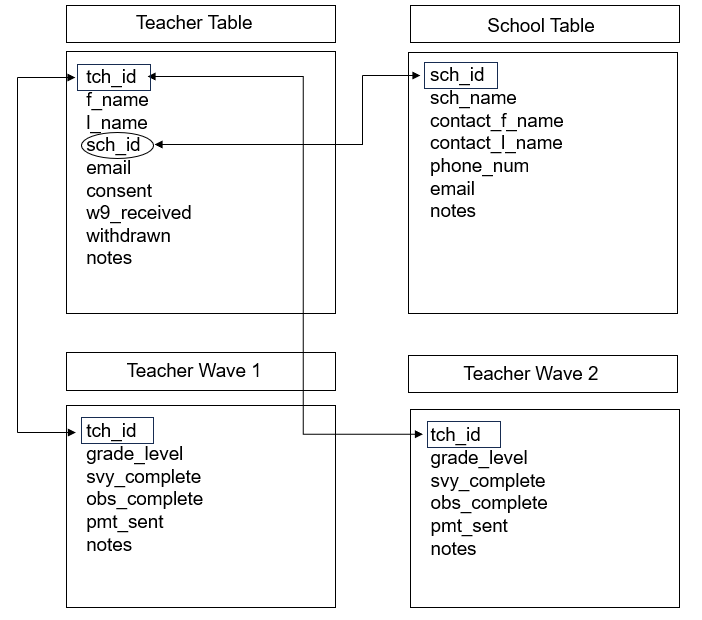 Teacher Table
tch_id
f_name
l_name
sch_id
email
consent
w9_received
withdrawn
notes
School Table
sch_id
sch_name
contact_f_name
contact_l_name
phone_num
email
notes
Teacher Wave 1
tch_id
grade_level
svy_complete
obs_complete
pmt_sent
notes
Teacher Wave 2
tch_id
grade_level
svy_complete
obs_complete
pmt_sent
notes